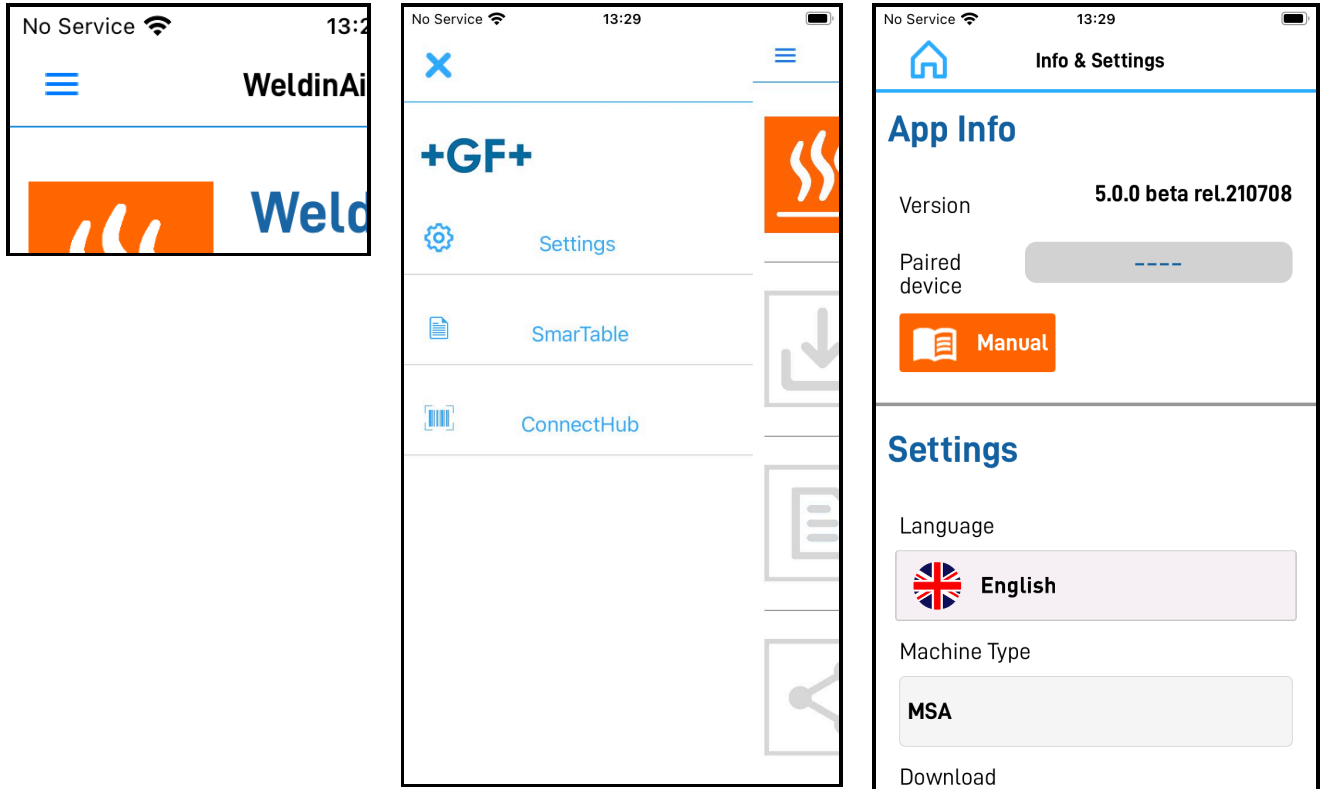 No Service
13:2
WeldinAi
Weld
No Service 13:29
+GF+
Settings
SmarTable
ConnectHub
No Service 13:29
Info & Settings
App Info
Version 5.0.0 beta rel.210708
Paired
device
----
Manual
Settings
Language
English
Machine Type
MSA
Download